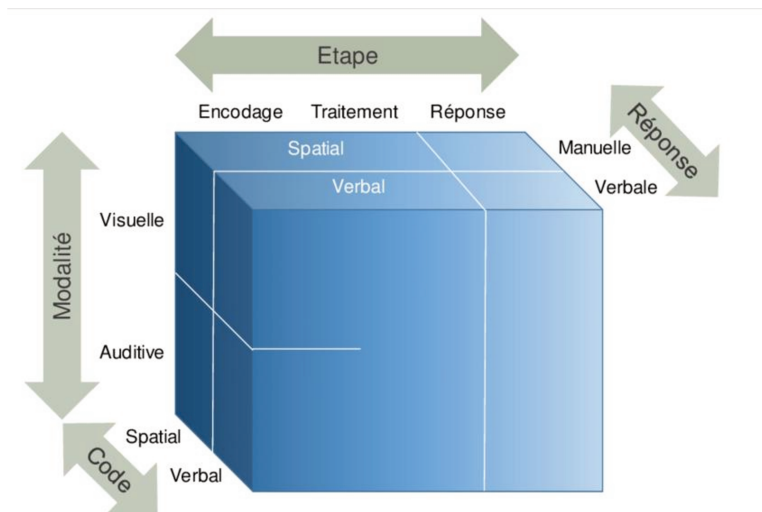 Etape
Encodage Traitement Réponse
Réponse
Spatial
Manuelle
Verbal
Verbale
Visuelle
Modalité
Auditive
Spatial
Code
Verbal